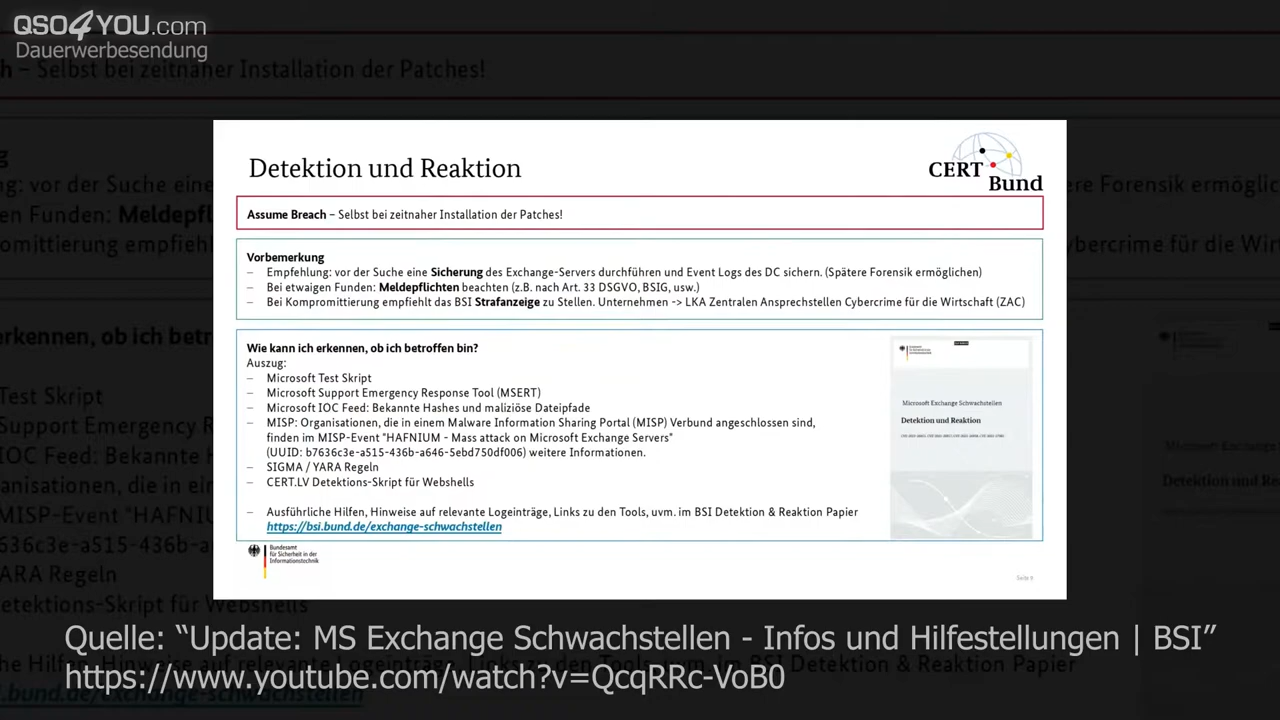 QSO4YOU.com
Dauerwerbesendung
Detektion und Reaktion
CERT
Bund
Assume Breach – Selbst bei zeitnaher Installation der Patches!
Vorbemerkung
– Empfehlung: vor der Suche eine Sicherung des Exchange-Servers durchführen und Event Logs des DC sichern. (Spätere Forensik ermöglichen)
– Bei etwaigen Funden: Meldepflichten beachten (z.B. nach Art. 33 DSGVO, BSIG, usw.)
– Bei Kompromittierung empfiehlt das BSI Strafanzeige zu Stellen. Unternehmen -> LKA Zentralen Ansprechstellen Cybercrime für die Wirtschaft (ZAC)
Wie kann ich erkennen, ob ich betroffen bin?
Auszug:
– Microsoft Test Skript
– Microsoft Support Emergency Response Tool (MSERT)
– Microsoft IOC Feed: Bekannte Hashes und maliziöse Dateipfade
– MISP: Organisationen, die in einem Malware Information Sharing Portal (MISP) Verbund angeschlossen sind,
finden im MISP-Event "HAFNIUM - Mass attack on Microsoft Exchange Servers"
(UUID: b7636c3e-a515-436b-a646-5ebd750df006) weitere Informationen.
– SIGMA / YARA Regeln
– CERT.LV Detektions-Skript für Webshells
– Ausführliche Hilfen, Hinweise auf relevante Logeinträge, Links zu den Tools, uvm. im BSI Detektion & Reaktion Papier
https://bsi.bund.de/exchange-schwachstellen
Microsoft Exchange Schwachstellen
Detektion und Reaktion
Bundesamt
für Sicherheit in der
Informationstechnik
Seite 9
Quelle: “Update: MS Exchange Schwachstellen - Infos und Hilfestellungen | BSI”
https://www.youtube.com/watch?v=QcqRRc-VoB0